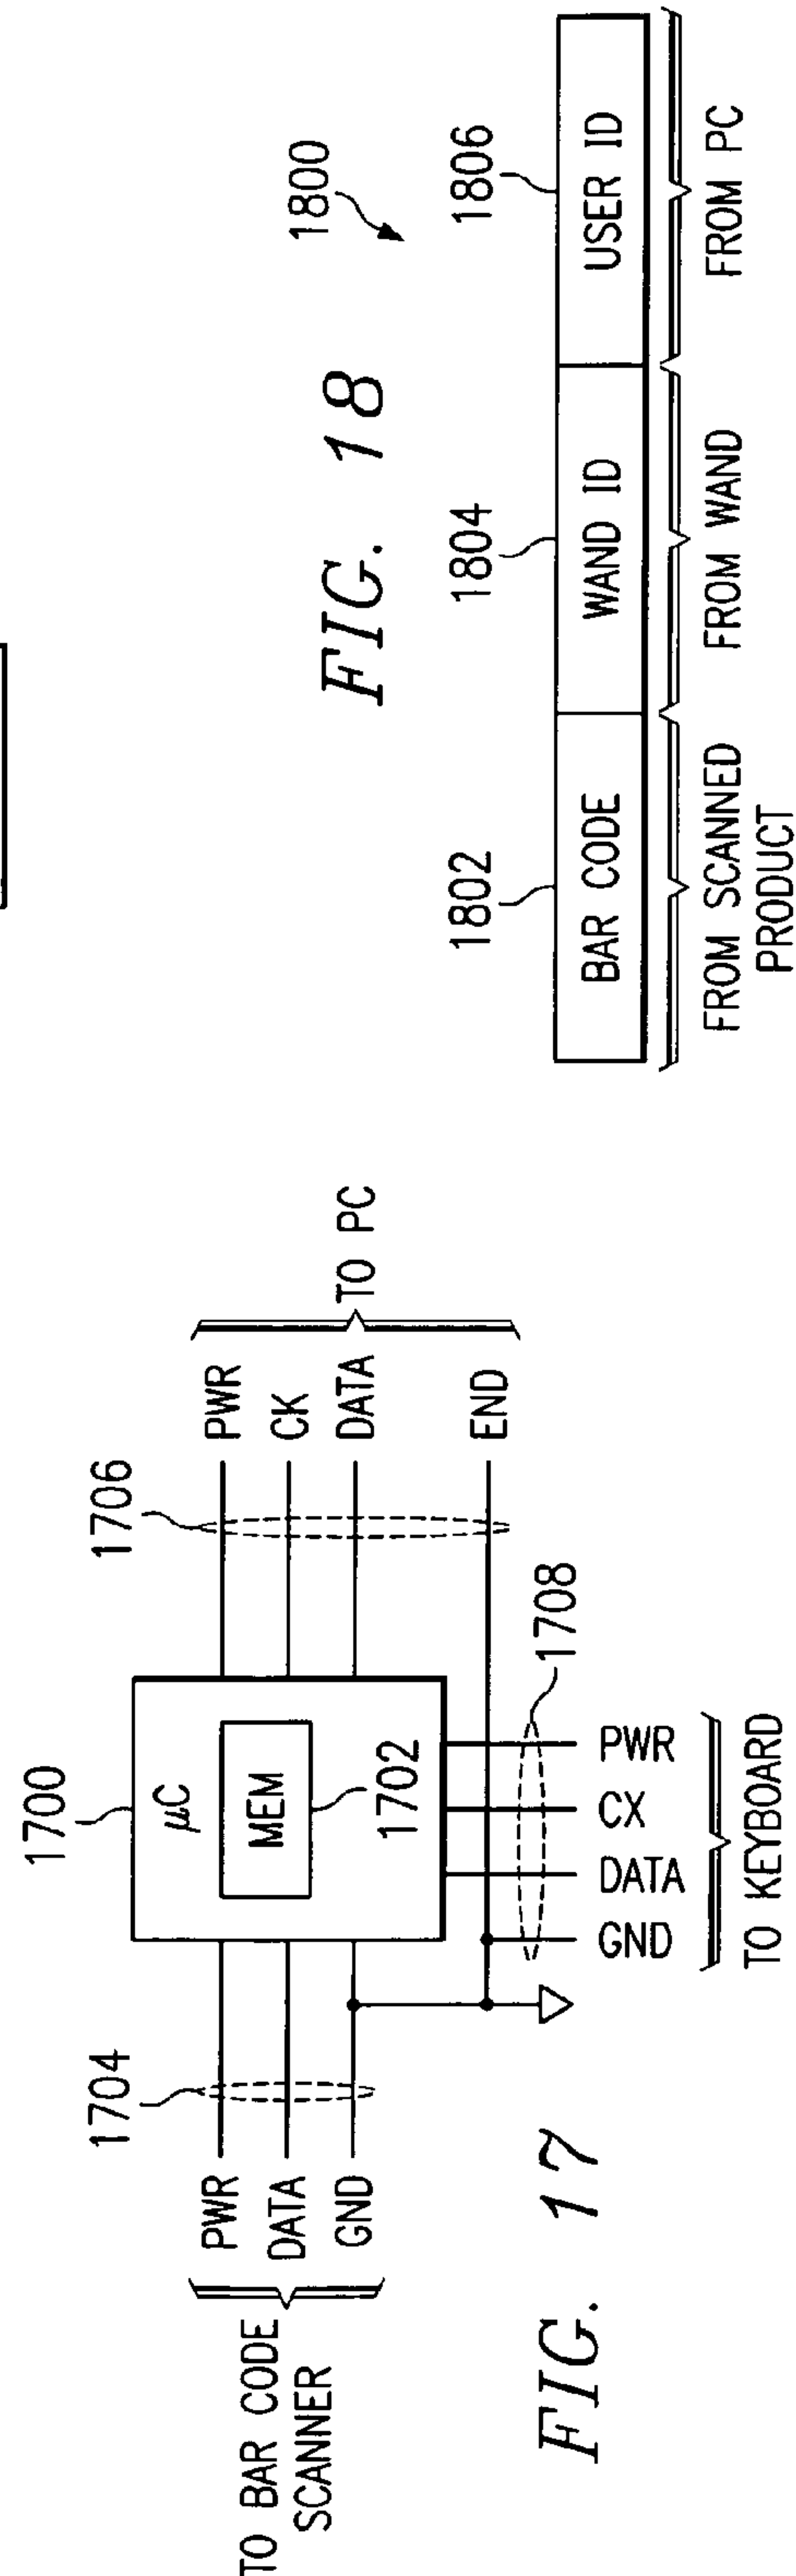 1700
1704
1706
μC
MEM
1702
PWR
DATA
GND
TO BAR CODE
SCANNER
PWR
CK
DATA
END
TO PC
1708
GND
DATA
CX
PWR
TO KEYBOARD
FIG. 17
1800
FIG. 18
1802
1804
1806
BAR CODE
WAND ID
USER ID
FROM SCANNED
PRODUCT
FROM WAND
FROM PC